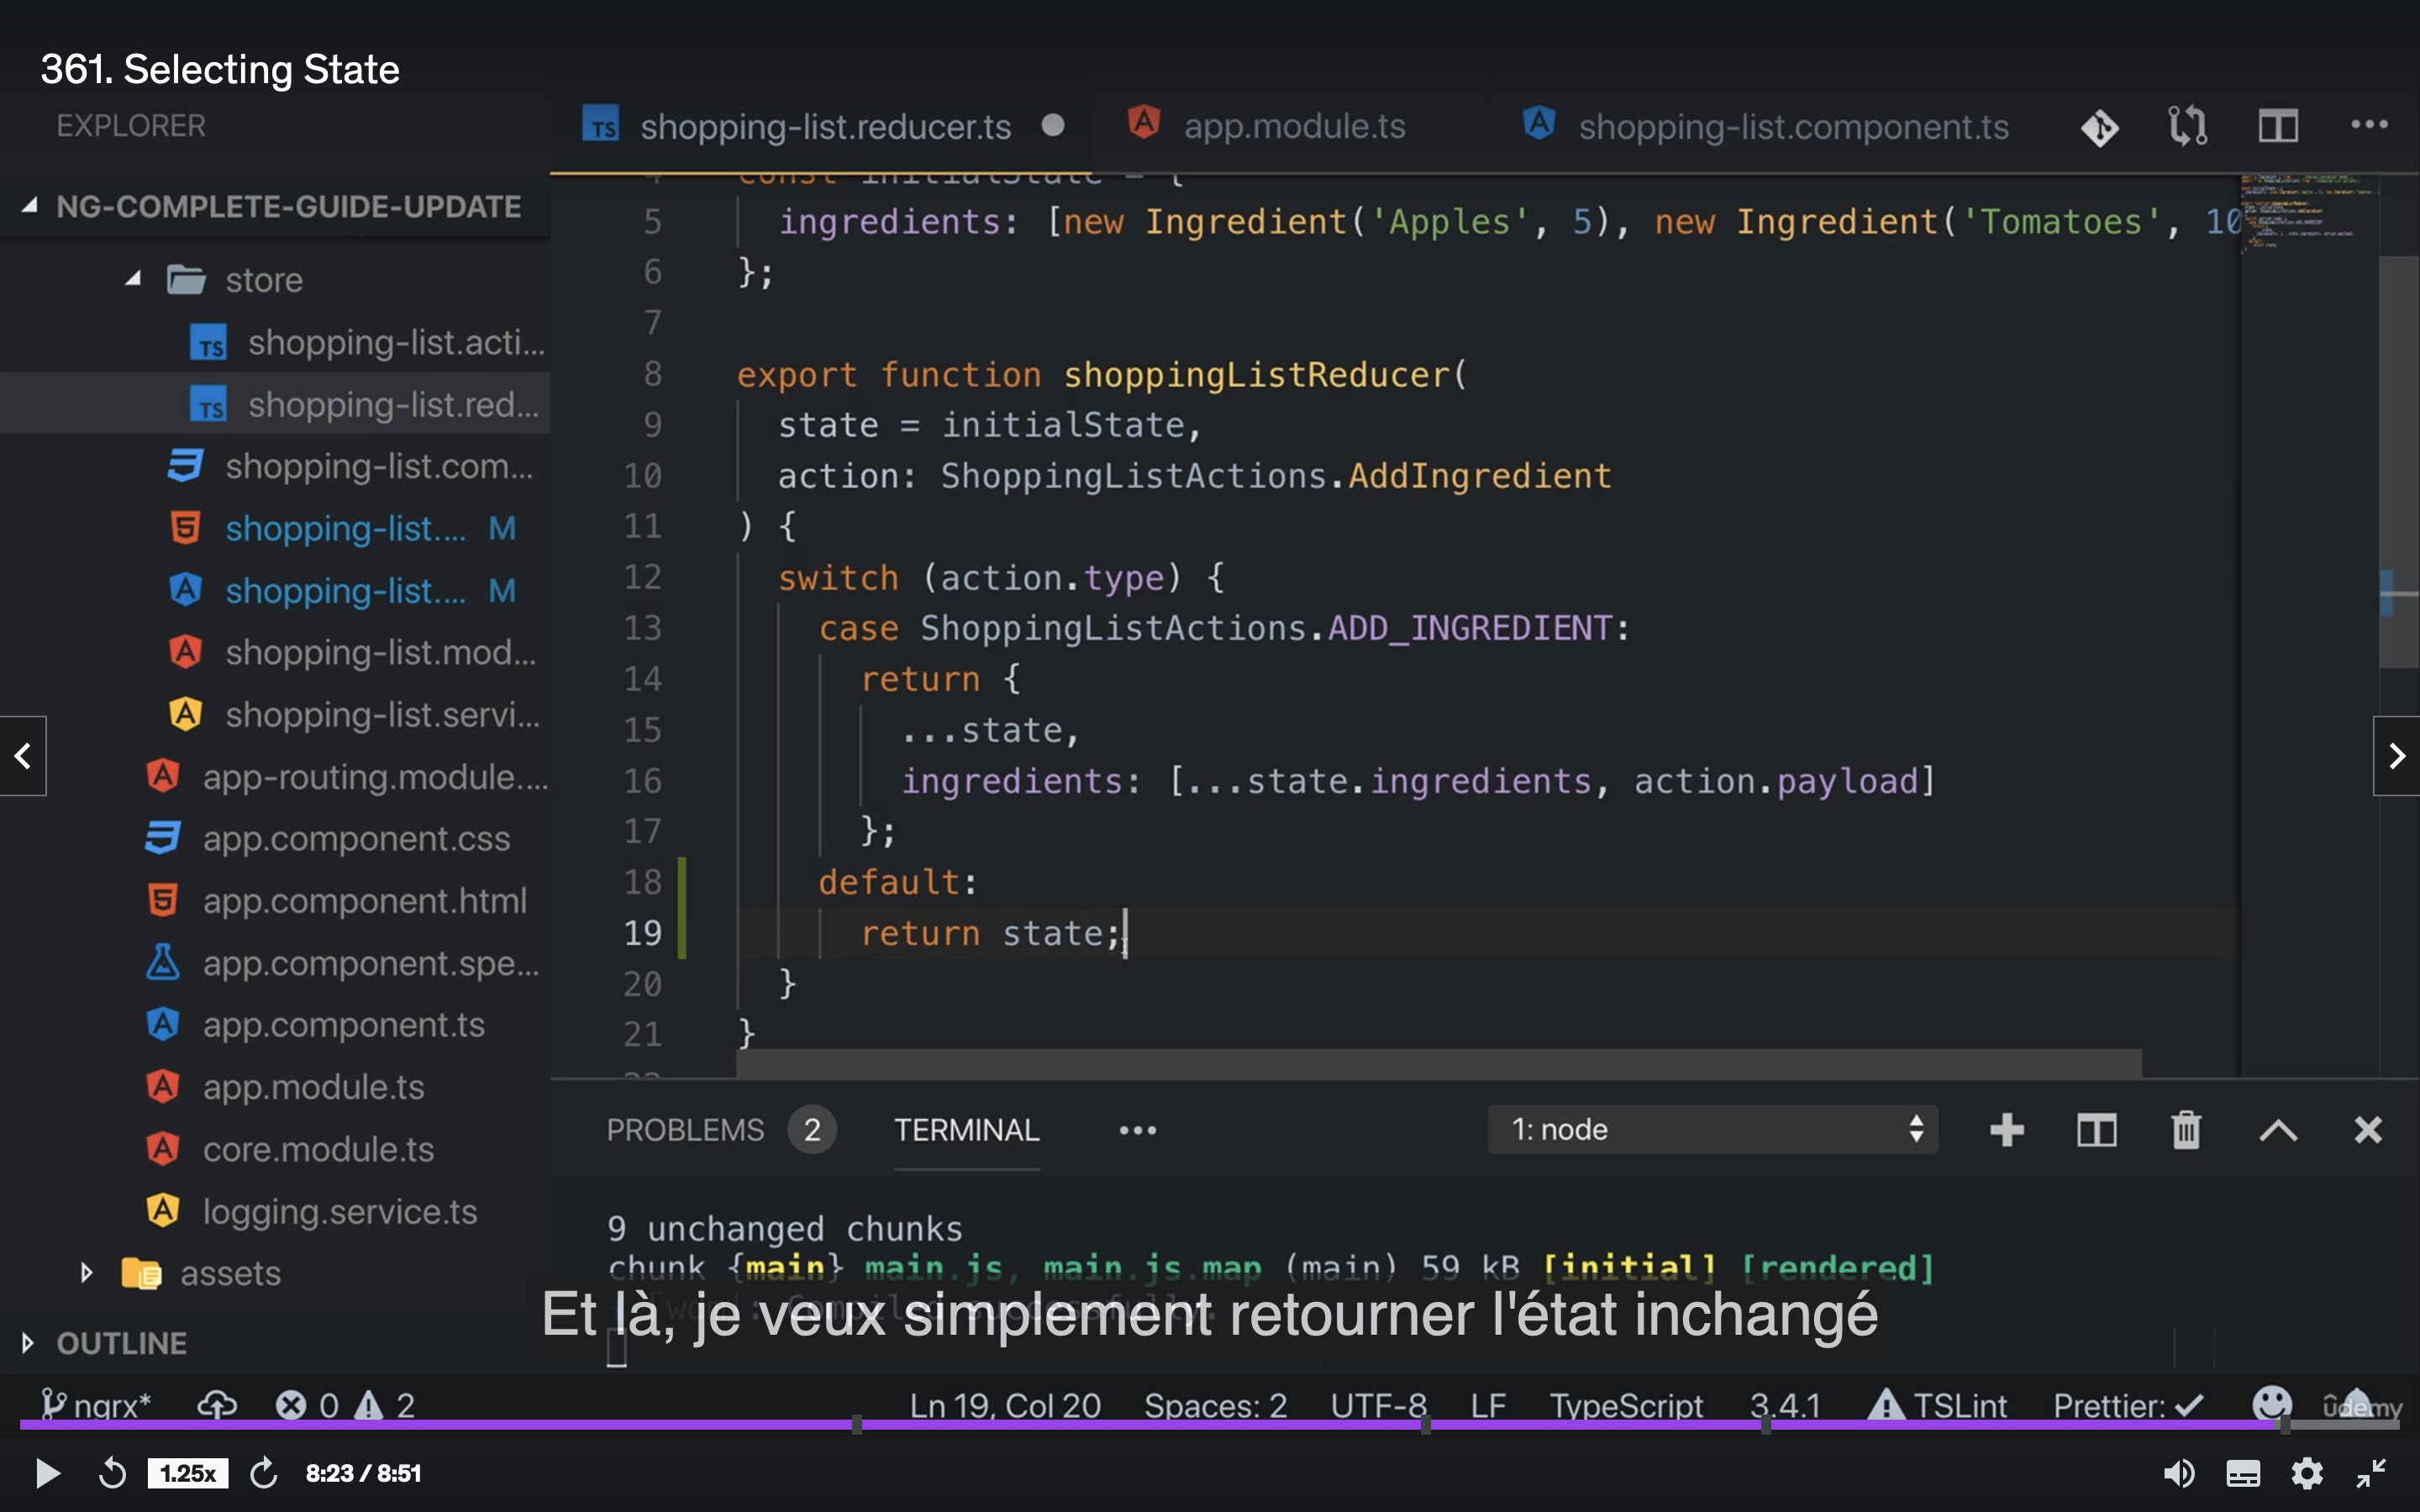 361. Selecting State
EXPLORER
shopping-list.reducer.ts
app.module.ts
shopping-list.component.ts
NG-COMPLETE-GUIDE-UPDATE
store
shopping-list.acti...
shopping-list.red...
shopping-list.com...
shopping-list.... M
shopping-list.... M
shopping-list.mod...
shopping-list.servi...
app-routing.module....
app.component.css
app.component.html
app.component.spe...
app.component.ts
app.module.ts
core.module.ts
logging.service.ts
assets
OUTLINE
4 const initialState = {
5 ingredients: [new Ingredient('Apples', 5), new Ingredient('Tomatoes', 10
6 };
7
8 export function shoppingListReducer(
9 state = initialState,
10 action: ShoppingListActions.AddIngredient
11 ) {
12 switch (action.type) {
13 case ShoppingListActions.ADD_INGREDIENT:
14 return {
15 ...state,
16 ingredients: [...state.ingredients, action.payload]
17 };
18 default:
19 return state;
20 }
21 }
22
PROBLEMS 2 TERMINAL ...
1: node
9 unchanged chunks
chunk {main} main.js, main.js.map (main) 59 kB [initial] [rendered]
Compiled successfully.
Et là, je veux simplement retourner l'état inchangé
ngrx* 0 2 Ln 19, Col 20 Spaces: 2 UTF-8 LF TypeScript 3.4.1 TSLint Prettier: ✓
ûdemy
1.25x 8:23 / 8:51